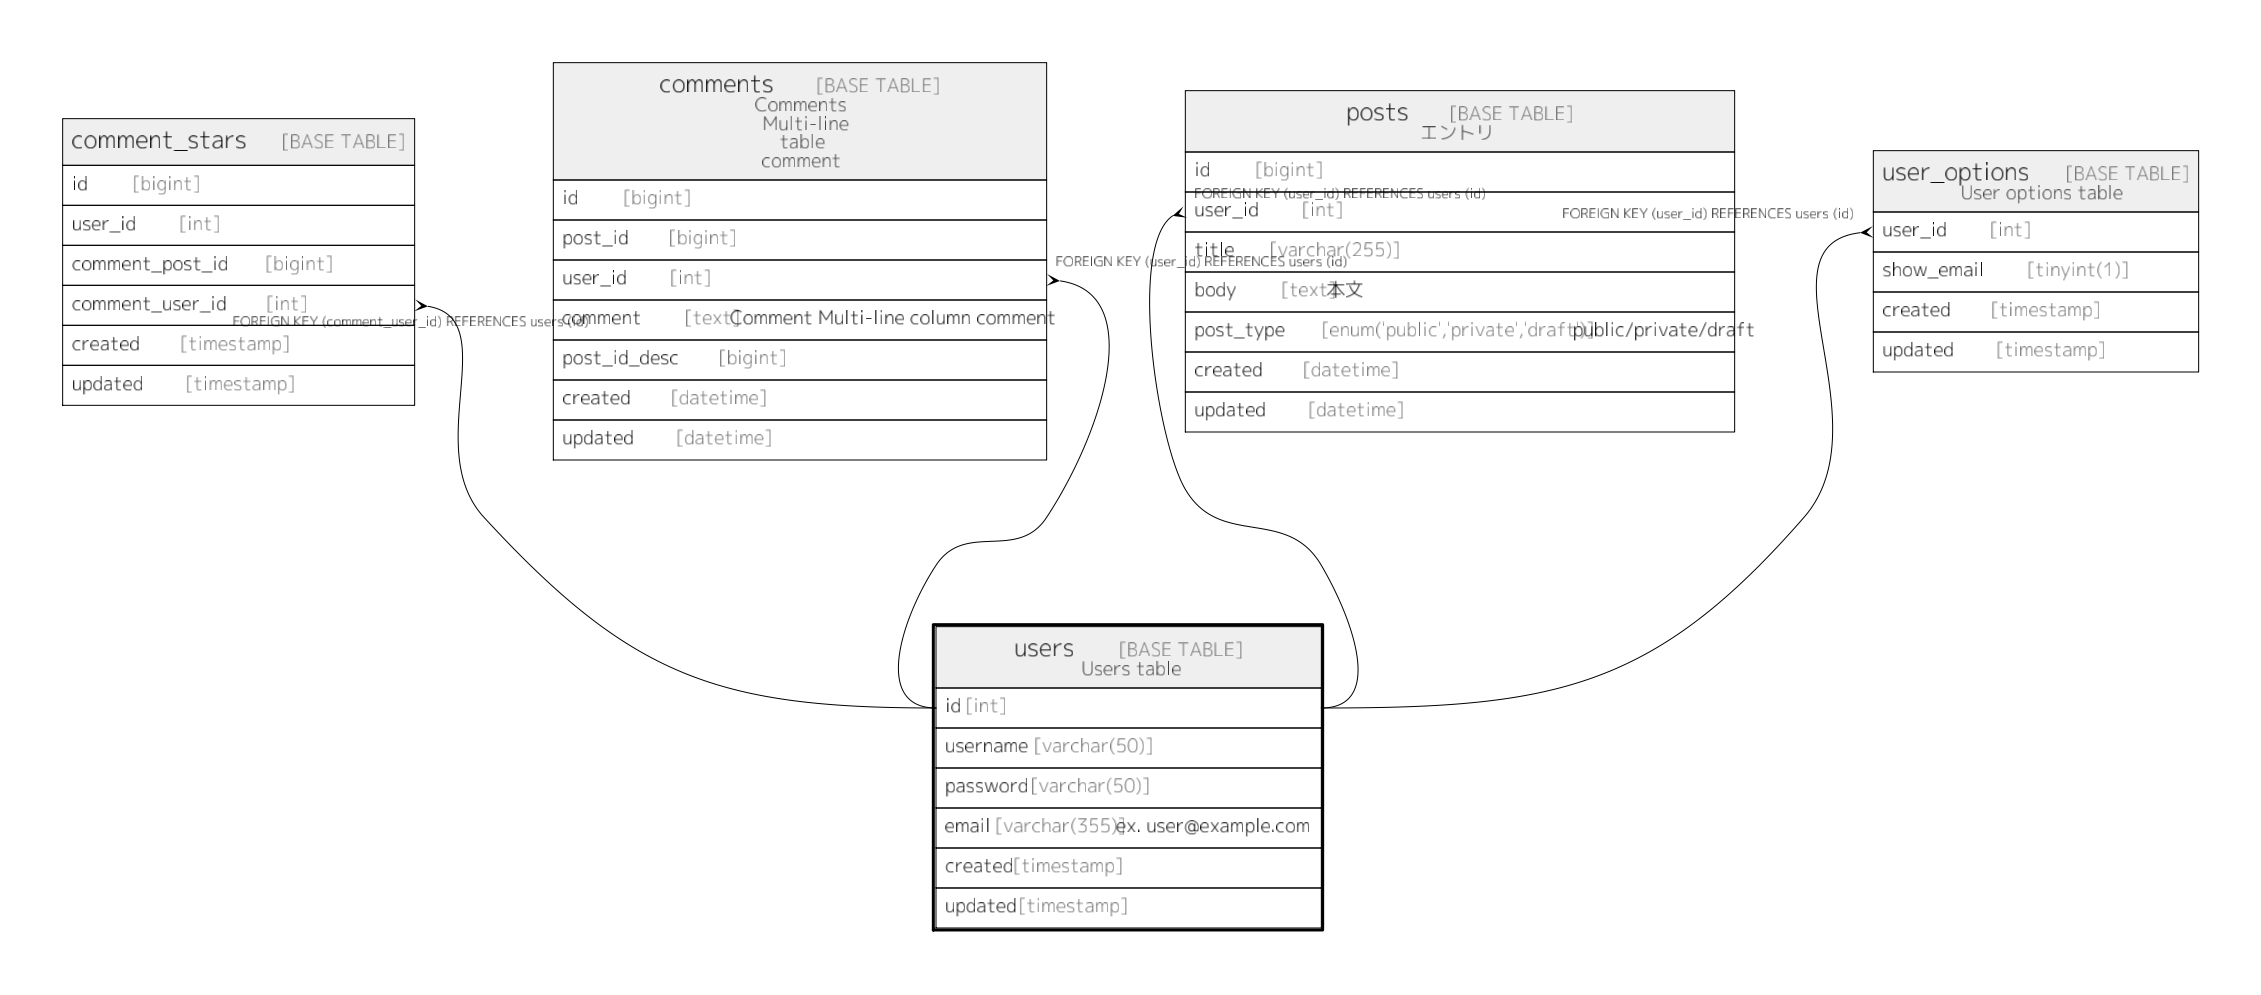 comment_stars [BASE TABLE]
id [bigint]
user_id [int]
comment_post_id [bigint]
comment_user_id [int]
FOREIGN KEY (comment_user_id) REFERENCES users (id)
created [timestamp]
updated [timestamp]
comments [BASE TABLE]
Comments
Multi-line
table
comment
id [bigint]
post_id [bigint]
user_id [int]
FOREIGN KEY (user_id) REFERENCES users (id)
comment [text] Comment Multi-line column comment
post_id_desc [bigint]
created [datetime]
updated [datetime]
posts [BASE TABLE]
エントリ
id [bigint]
FOREIGN KEY (user_id) REFERENCES users (id)
user_id [int]
title [varchar(255)]
body [text] 本文
post_type [enum('public','private','draft')] public/private/draft
created [datetime]
updated [datetime]
user_options [BASE TABLE]
User options table
FOREIGN KEY (user_id) REFERENCES users (id)
user_id [int]
show_email [tinyint(1)]
created [timestamp]
updated [timestamp]
users [BASE TABLE]
Users table
id [int]
username [varchar(50)]
password [varchar(50)]
email [varchar(355)] ex. user@example.com
created [timestamp]
updated [timestamp]